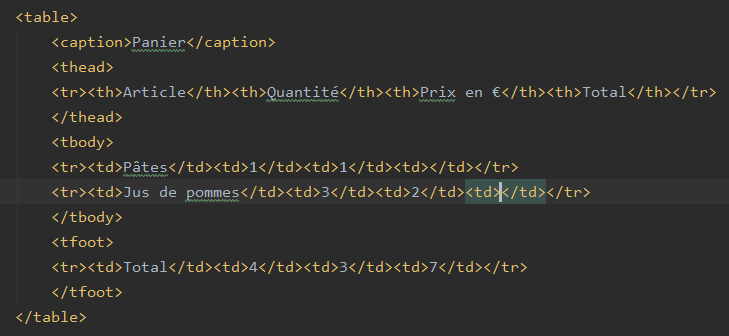 <table>
<caption>Panier</caption>
<thead>
<tr><th>Article</th><th>Quantité</th><th>Prix en €</th><th>Total</th></tr>
</thead>
<tbody>
<tr><td>Pâtes</td><td>1</td><td>1</td><td></td></tr>
<tr><td>Jus de pommes</td><td>3</td><td>2</td><td></td></tr>
</tbody>
<tfoot>
<tr><td>Total</td><td>4</td><td>3</td><td>7</td></tr>
</tfoot>
</table>